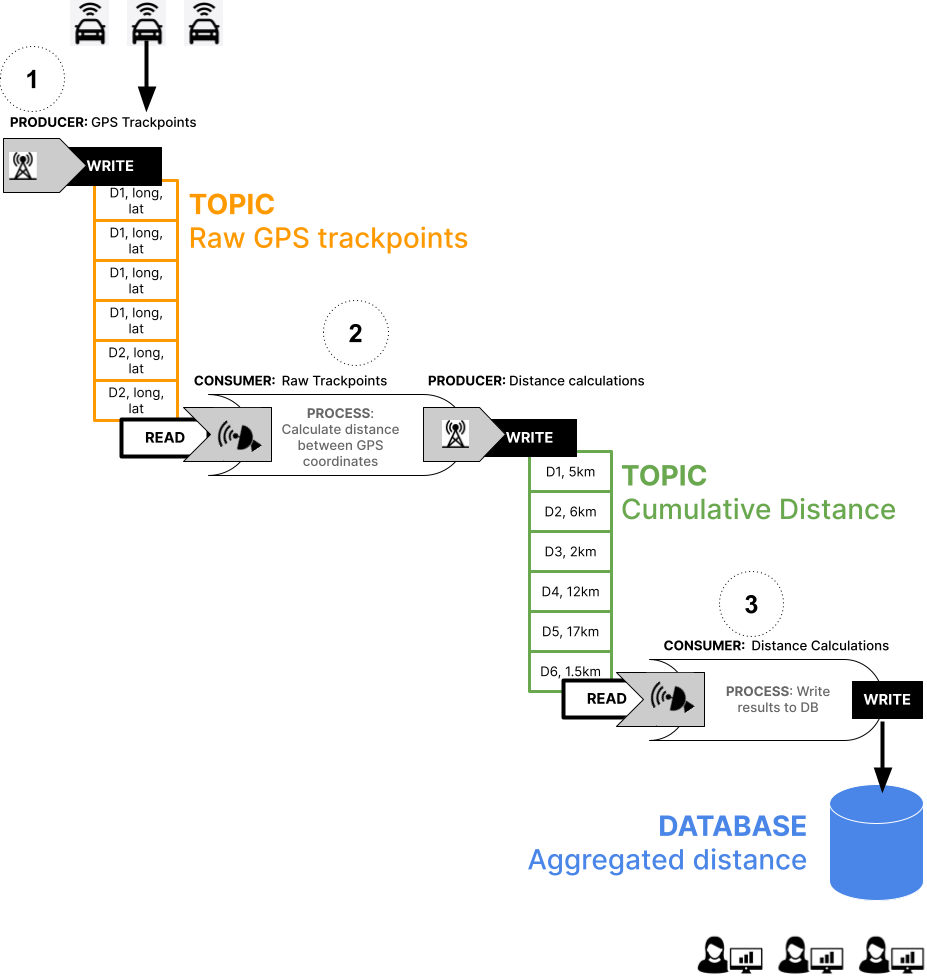 1
PRODUCER: GPS Trackpoints
WRITE
D1, long,
lat
D1, long,
lat
D1, long,
lat
D1, long,
lat
D2, long,
lat
D2, long,
lat
TOPIC
Raw GPS trackpoints
2
CONSUMER: Raw Trackpoints
PRODUCER: Distance calculations
READ
PROCESS:
Calculate distance
between GPS
coordinates
WRITE
D1, 5km
D2, 6km
D3, 2km
D4, 12km
D5, 17km
D6, 1.5km
TOPIC
Cumulative Distance
3
CONSUMER: Distance Calculations
READ
PROCESS: Write
results to DB
WRITE
DATABASE
Aggregated distance